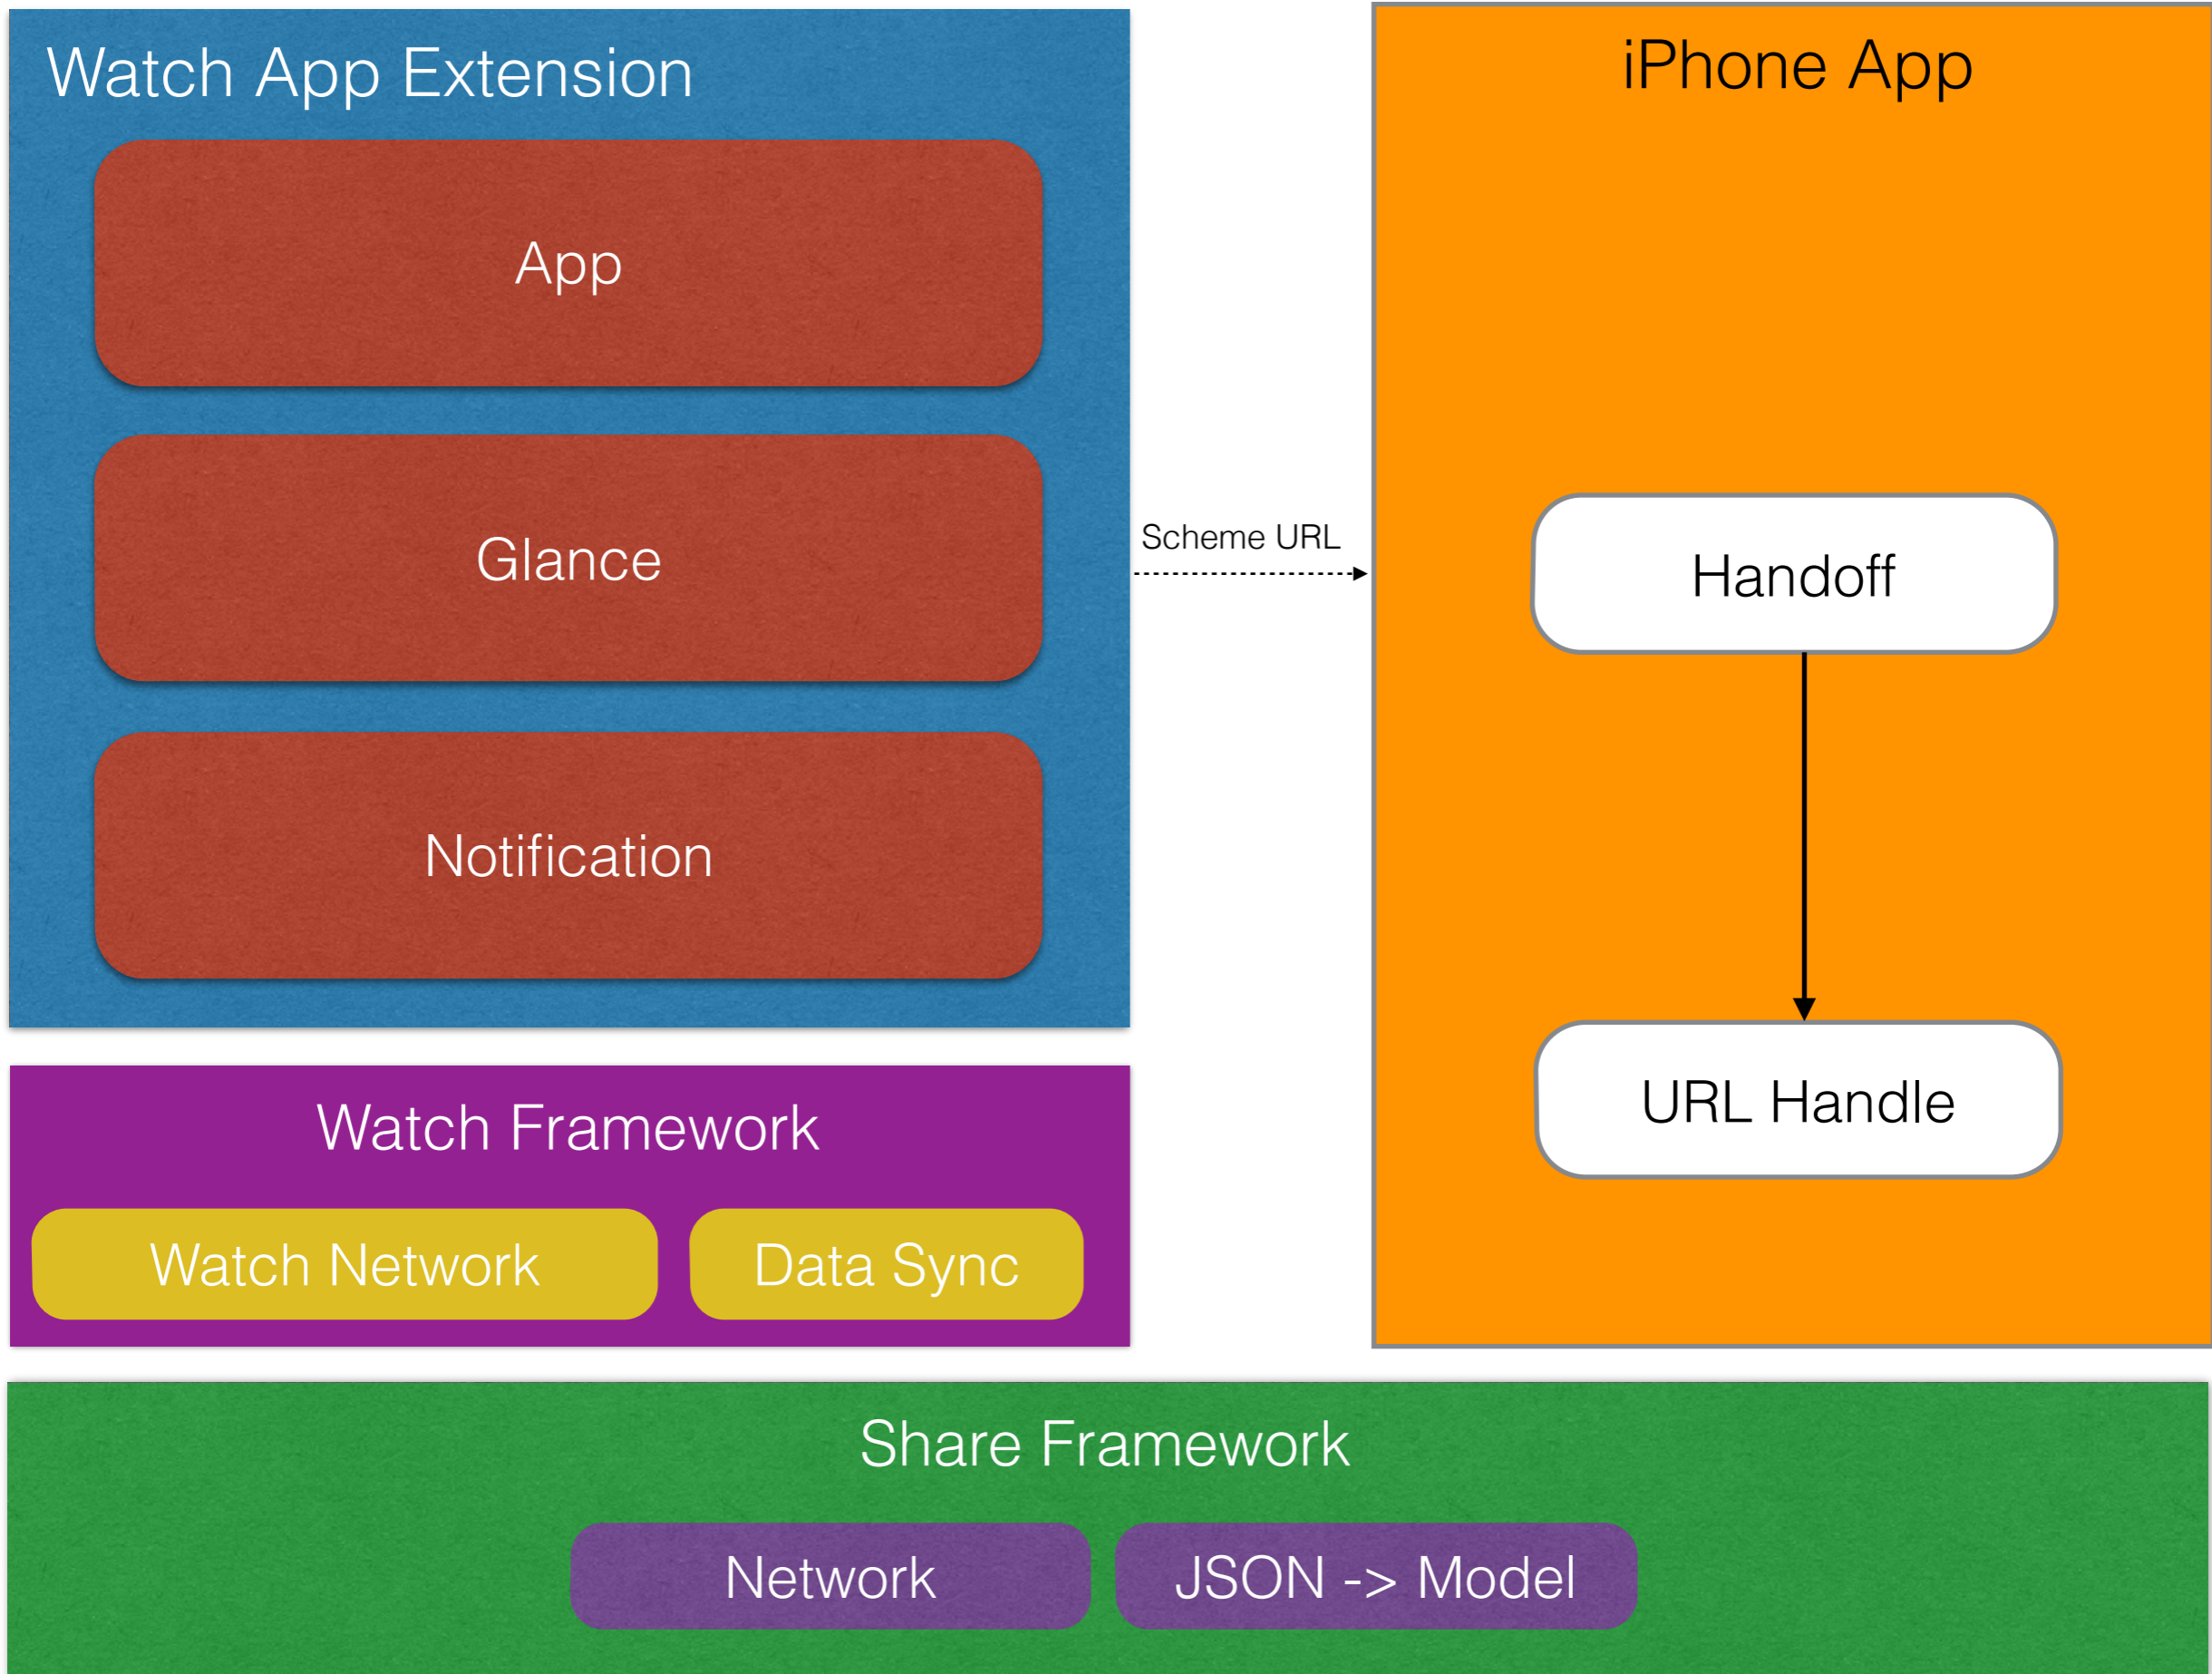 Watch App Extension
App
Glance
Notification
Scheme URL
iPhone App
Handoff
URL Handle
Watch Framework
Watch Network
Data Sync
Share Framework
Network
JSON -> Model